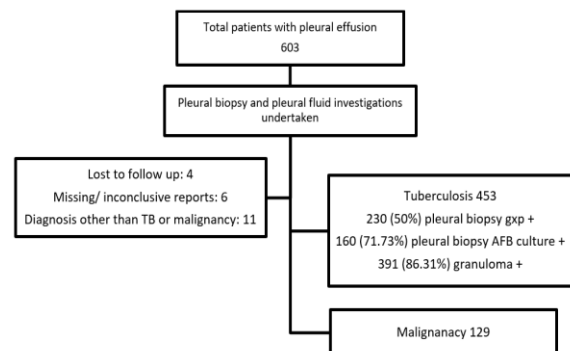 Total patients with pleural effusion
603
Pleural biopsy and pleural fluid investigations
undertaken
Lost to follow up: 4
Missing/ inconclusive reports: 6
Diagnosis other than TB or malignancy: 11
Tuberculosis 453
230 (50%) pleural biopsy gxp +
160 (71.73%) pleural biopsy AFB culture +
391 (86.31%) granuloma +
Malignanacy 129